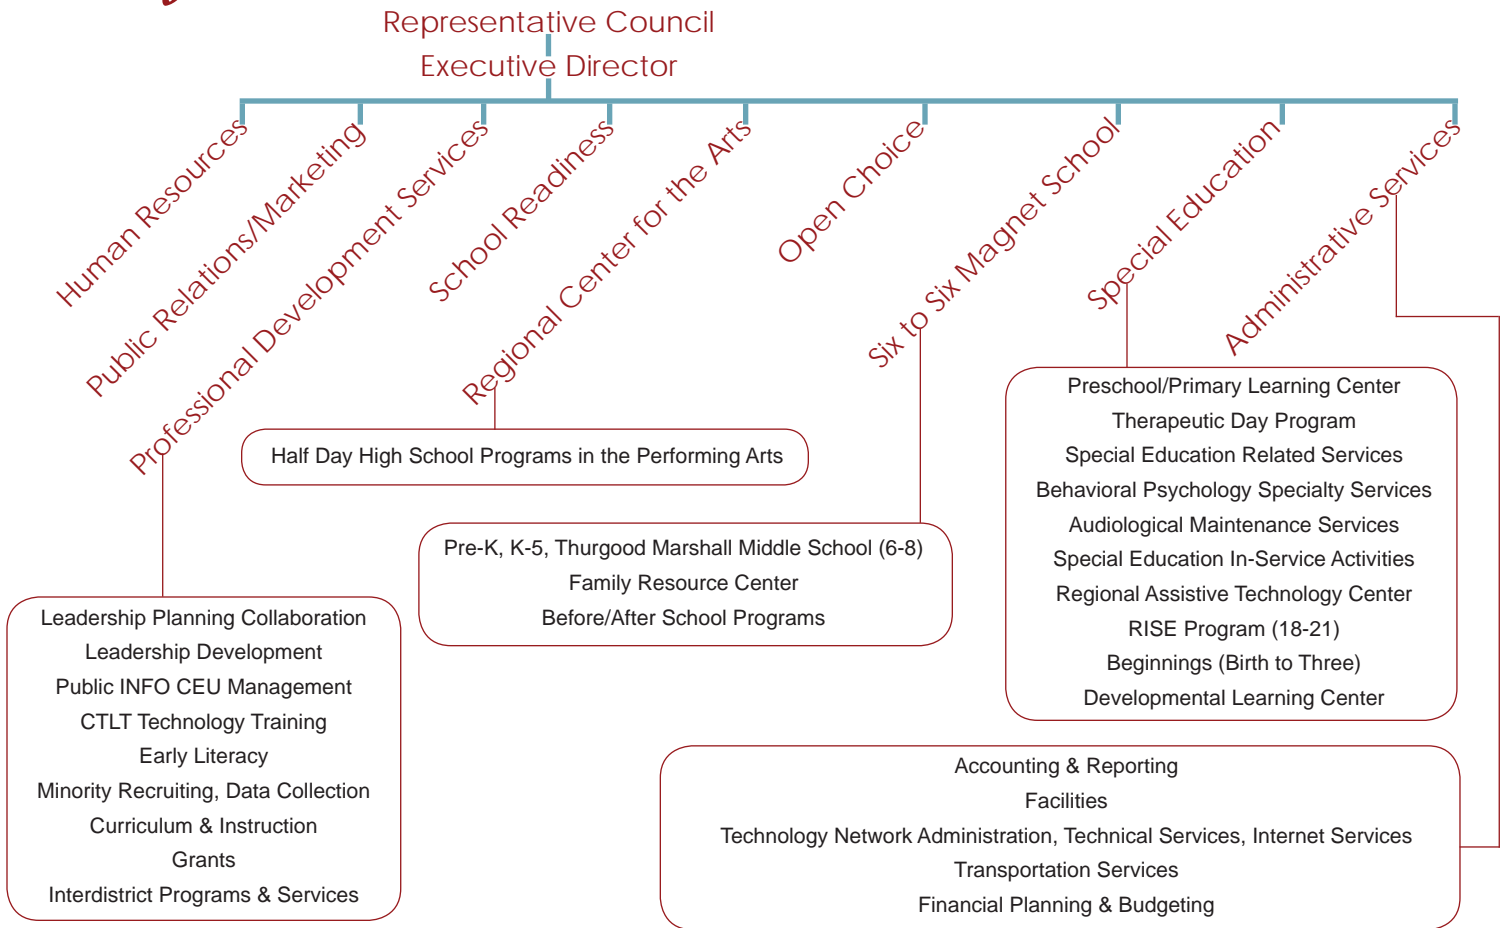 Representative Council
Executive Director
Human Resources
Public Relations/Marketing
Professional Development Services
School Readiness
Regional Center for the Arts
Open Choice
Six to Six Magnet School
Special Education
Administrative Services
Half Day High School Programs in the Performing Arts
Pre-K, K-5, Thurgood Marshall Middle School (6-8)
Family Resource Center
Before/After School Programs
Preschool/Primary Learning Center
Therapeutic Day Program
Special Education Related Services
Behavioral Psychology Specialty Services
Audiological Maintenance Services
Special Education In-Service Activities
Regional Assistive Technology Center
RISE Program (18-21)
Beginnings (Birth to Three)
Developmental Learning Center
Leadership Planning Collaboration
Leadership Development
Public INFO CEU Management
CTLT Technology Training
Early Literacy
Minority Recruiting, Data Collection
Curriculum & Instruction
Grants
Interdistrict Programs & Services
Accounting & Reporting
Facilities
Technology Network Administration, Technical Services, Internet Services
Transportation Services
Financial Planning & Budgeting